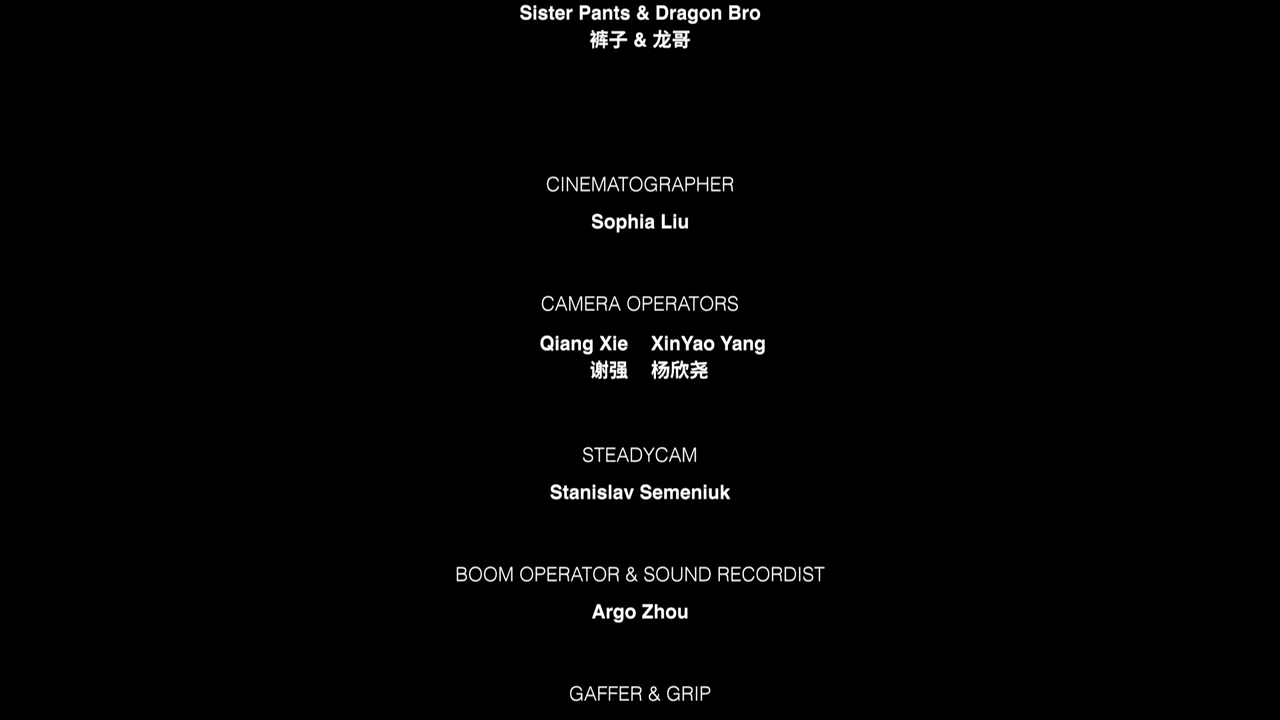 Sister Pants & Dragon Bro
裤子 & 龙哥
CINEMATOGRAPHER
Sophia Liu
CAMERA OPERATORS
Qiang Xie XinYao Yang
谢强 杨欣尧
STEADYCAM
Stanislav Semeniuk
BOOM OPERATOR & SOUND RECORDIST
Argo Zhou
GAFFER & GRIP